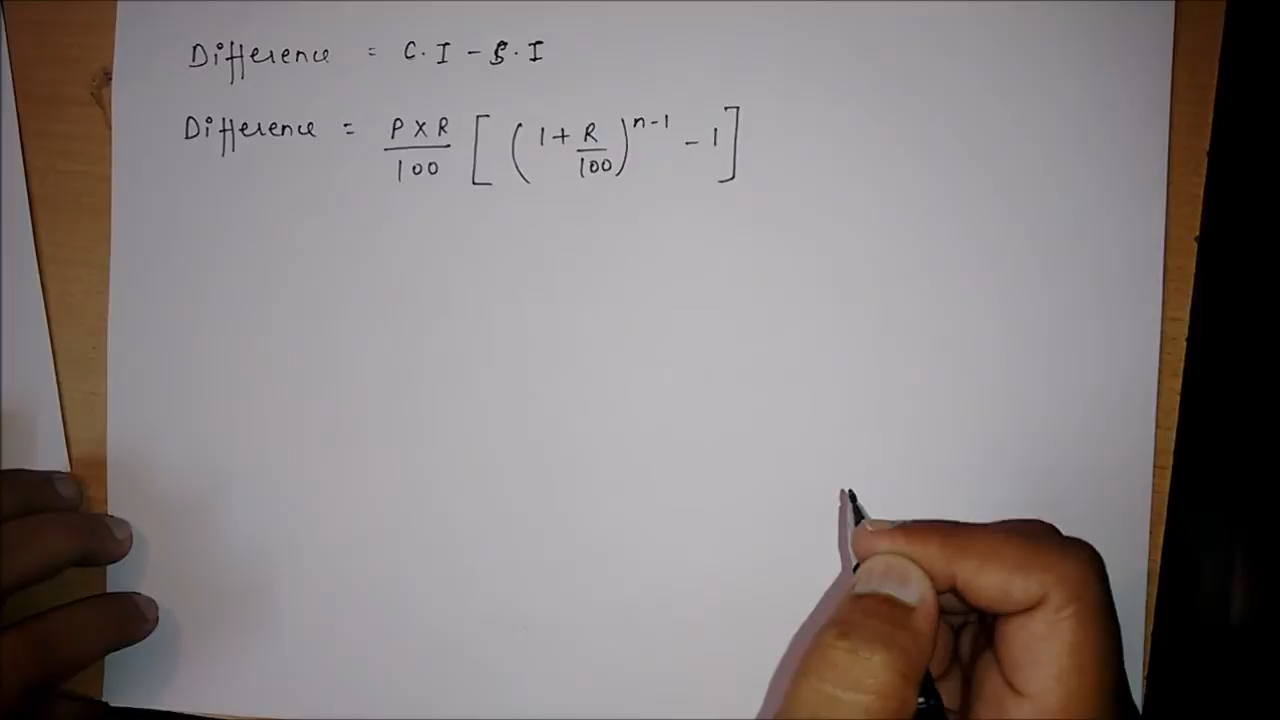 Difference = C.I - S.I
Difference = P X R / 100 [ ( 1 + R / 100 )^n-1 - 1 ]